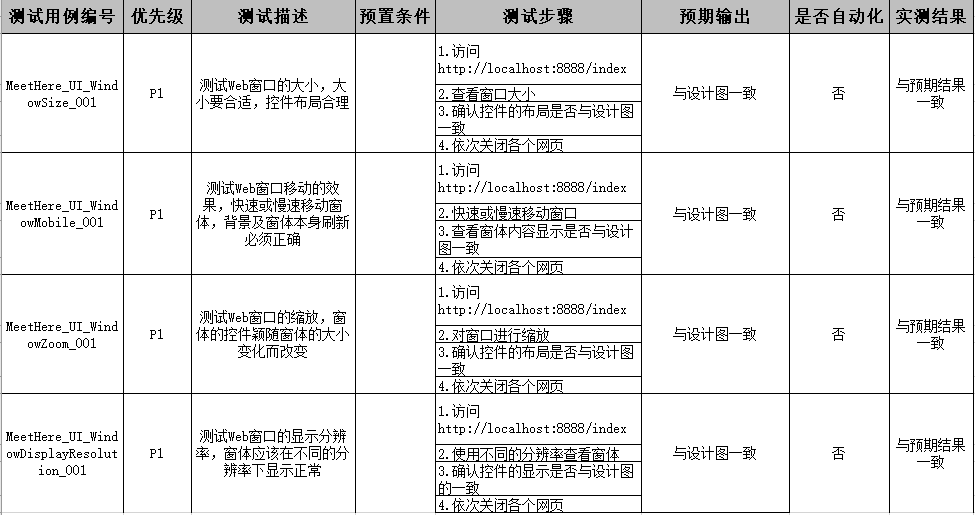 测试用例编号 优先级 测试描述 预置条件 测试步骤 预期输出 是否自动化 实测结果
MeetHere_UI_Wind
owSize_001
P1
测试Web窗口的大小，大
小要合适，控件布局合理
1.访问
http://localhost:8888/index
2.查看窗口大小
3.确认控件的布局是否与设计图
一致
4.依次关闭各个网页
与设计图一致
否
与预期结果
一致
MeetHere_UI_Wind
owMobile_001
P1
测试Web窗口移动的效
果，快速或慢速移动窗
体，背景及窗体本身刷新
必须正确
1.访问
http://localhost:8888/index
2.快速或慢速移动窗口
3.查看窗体内容显示是否与设计
图一致
4.依次关闭各个网页
与设计图一致
否
与预期结果
一致
MeetHere_UI_Wind
owZoom_001
P1
测试Web窗口的缩放，窗
体的控件颖随窗体的大小
变化而改变
1.访问
http://localhost:8888/index
2.对窗口进行缩放
3.确认控件的布局是否与设计图
一致
4.依次关闭各个网页
与设计图一致
否
与预期结果
一致
MeetHere_UI_Wind
owDisplayResolut
ion_001
P1
测试Web窗口的显示分辨
率，窗体应该在不同的分
辨率下显示正常
1.访问
http://localhost:8888/index
2.使用不同的分辨率查看窗体
3.确认控件的显示是否与设计图
的一致
4.依次关闭各个网页
与设计图一致
否
与预期结果
一致